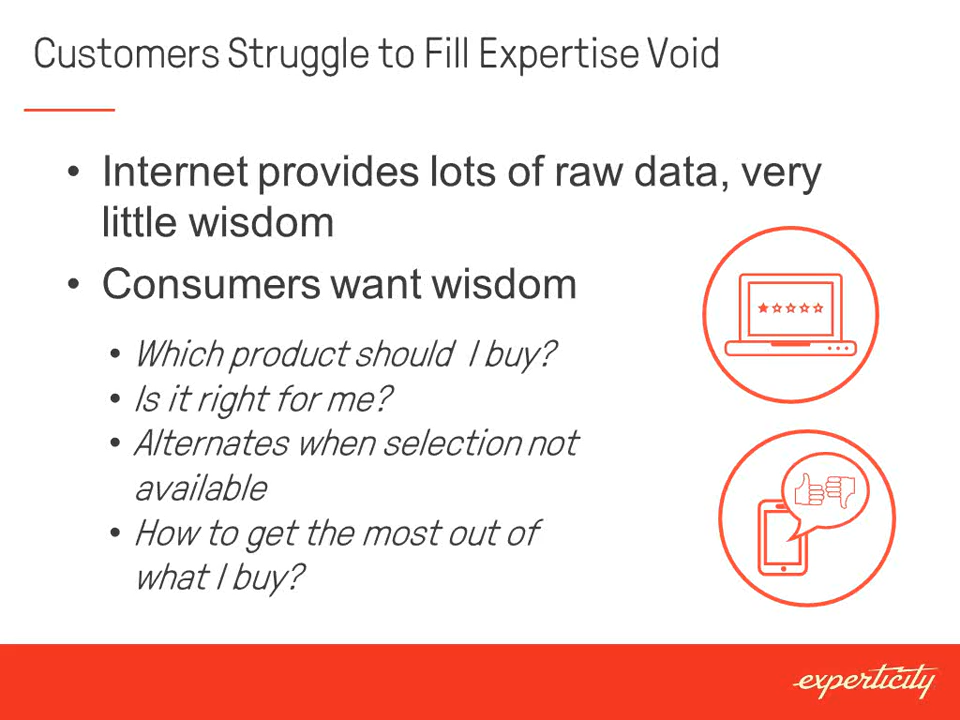 Customers Struggle to Fill Expertise Void
• Internet provides lots of raw data, very
little wisdom
• Consumers want wisdom
• Which product should I buy?
• Is it right for me?
• Alternates when selection not
available
• How to get the most out of
what I buy?
experticity